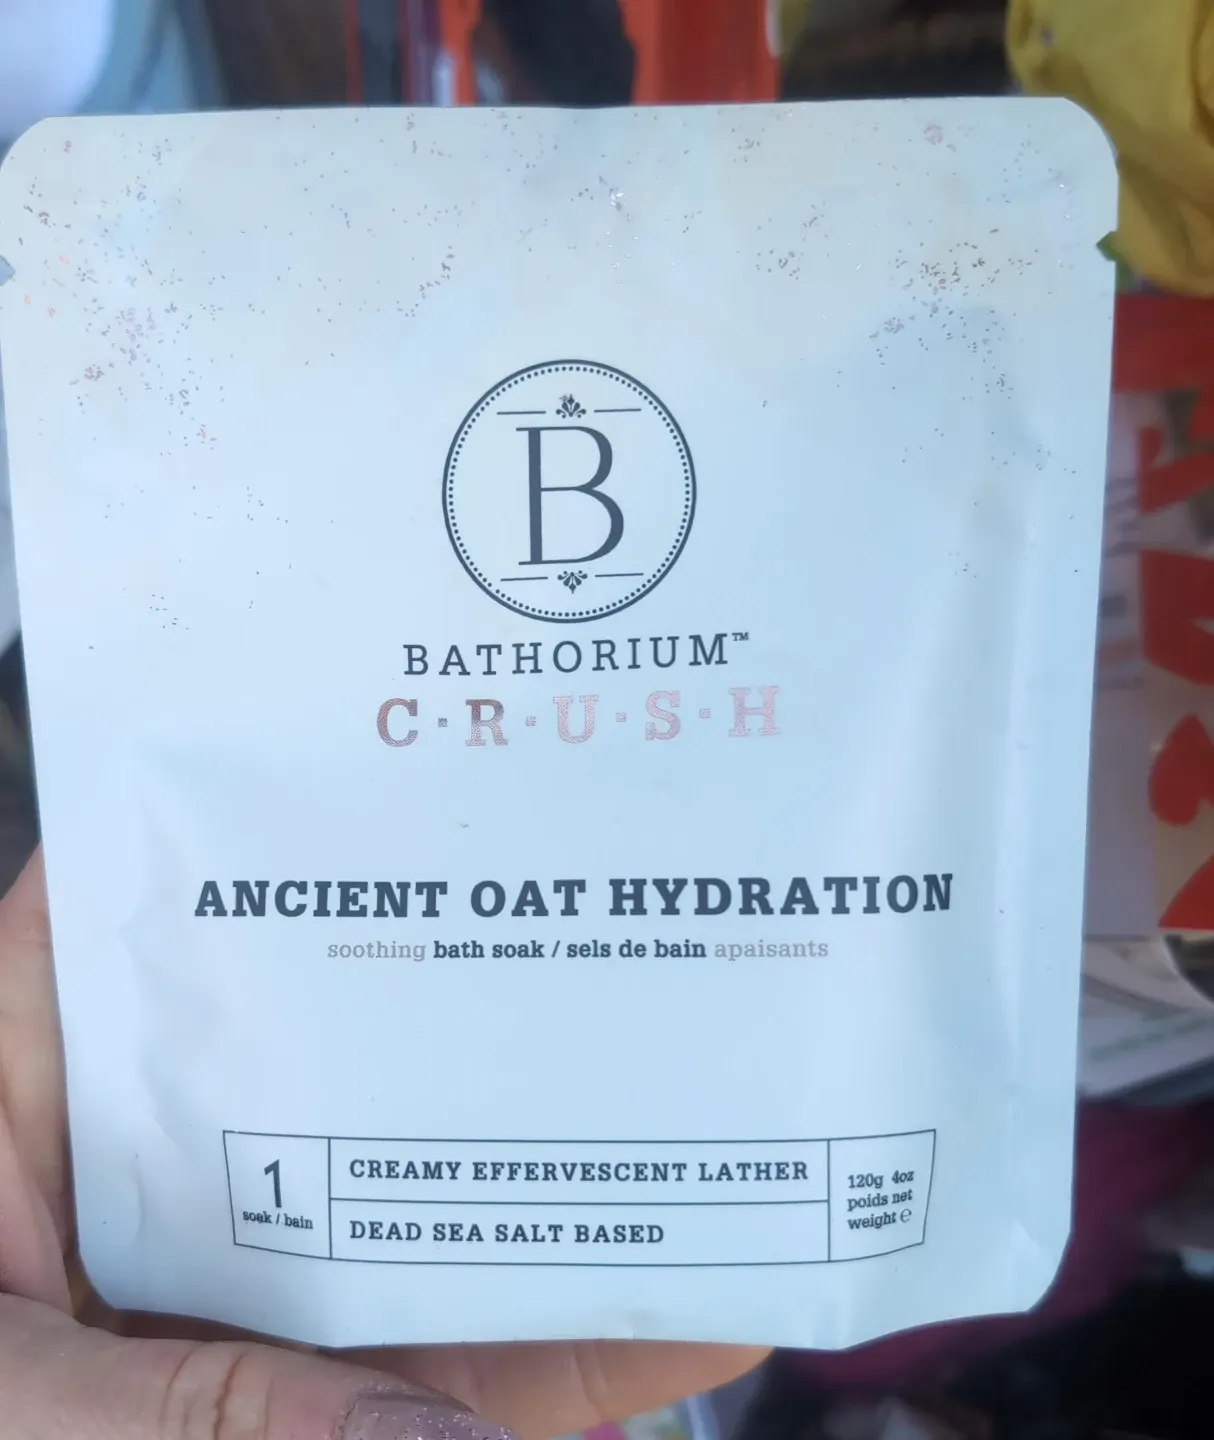 B
BATHORIUM™
C·R·U·S·H
ANCIENT OAT HYDRATION
soothing bath soak / sels de bain apaisants
1
soak / bain
CREAMY EFFERVESCENT LATHER
DEAD SEA SALT BASED
120g 4oz
poids net
weight ℮